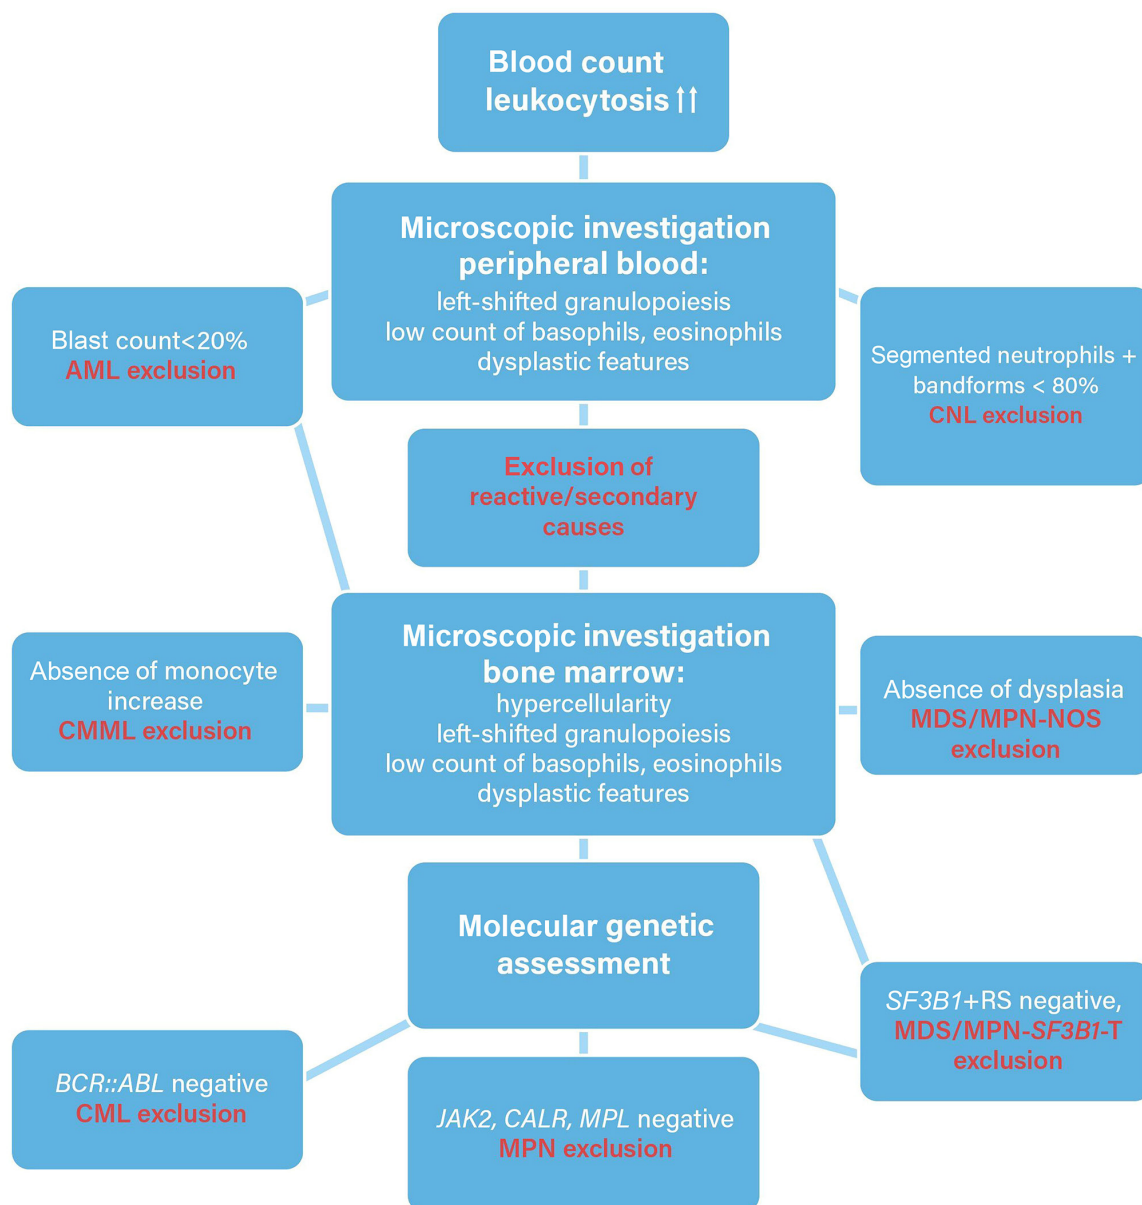 Blood count
leukocytosis ↑↑
Microscopic investigation
peripheral blood:
left-shifted granulopoiesis
low count of basophils, eosinophils
dysplastic features
Blast count<20%
AML exclusion
Segmented neutrophils +
bandforms < 80%
CNL exclusion
Exclusion of
reactive/secondary
causes
Microscopic investigation
bone marrow:
hypercellularity
left-shifted granulopoiesis
low count of basophils, eosinophils
dysplastic features
Absence of monocyte
increase
CMML exclusion
Absence of dysplasia
MDS/MPN-NOS
exclusion
Molecular genetic
assessment
SF3B1+RS negative,
MDS/MPN-SF3B1-T
exclusion
BCR::ABL negative
CML exclusion
JAK2, CALR, MPL negative
MPN exclusion